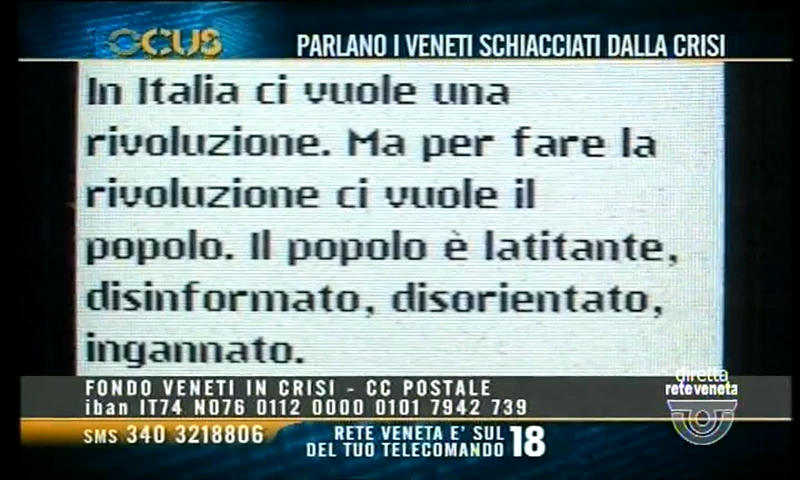 FOCUS
PARLANO I VENETI SCHIACCIATI DALLA CRISI
In Italia ci vuole una
rivoluzione. Ma per fare la
rivoluzione ci vuole il
popolo. Il popolo è latitante,
disinformato, disorientato,
ingannato.
FONDO VENETI IN CRISI - CC POSTALE
iban IT74 N076 0112 0000 0101 7942 739
diretta
reteveneta
SMS 340 3218806
RETE VENETA E' SUL
DEL TUO TELECOMANDO 18